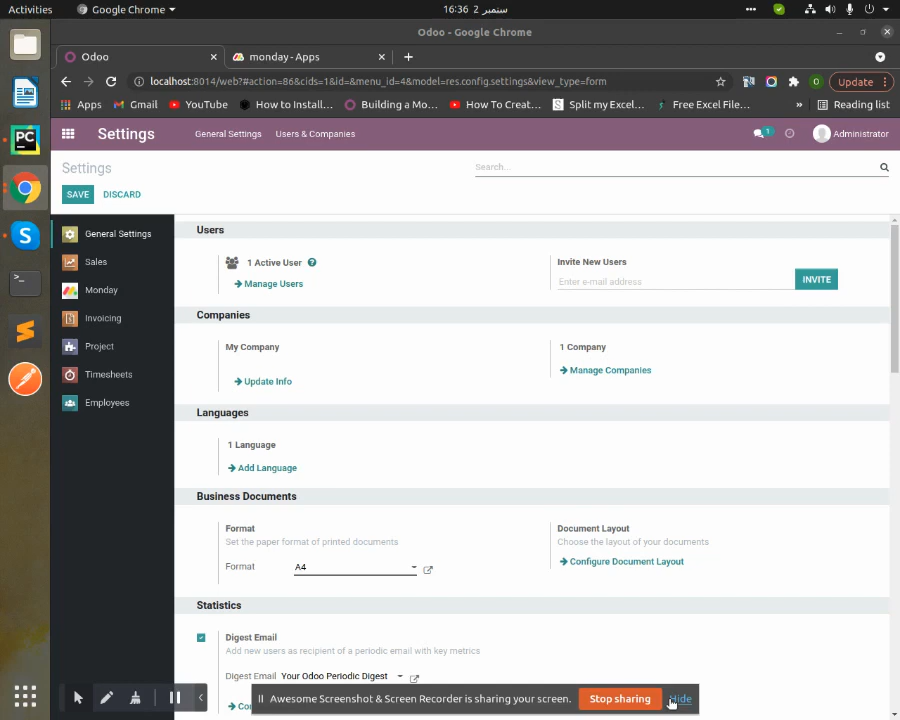 Activities
Google Chrome
16:36 2 ستمبر
Odoo - Google Chrome
Odoo
monday - Apps
localhost:8014/web?#action=86&cids=1&id=&menu_id=4&model=res.config.settings&view_type=form
O
Update
Apps
Gmail
YouTube
How to Install...
Building a Mo...
How To Creat...
Split my Excel...
Free Excel File...
»
Reading list
Settings
General Settings
Users & Companies
1
Administrator
Settings
Search...
SAVE
DISCARD
General Settings
Sales
Monday
Invoicing
Project
Timesheets
Employees
Users
1 Active User
Manage Users
Invite New Users
Enter e-mail address
INVITE
Companies
My Company
Update Info
1 Company
Manage Companies
Languages
1 Language
Add Language
Business Documents
Format
Set the paper format of printed documents
Format
A4
Document Layout
Choose the layout of your documents
Configure Document Layout
Statistics
Digest Email
Add new users as recipient of a periodic email with key metrics
Digest Email Your Odoo Periodic Digest
Awesome Screenshot & Screen Recorder is sharing your screen.
Stop sharing
Hide
PC
S